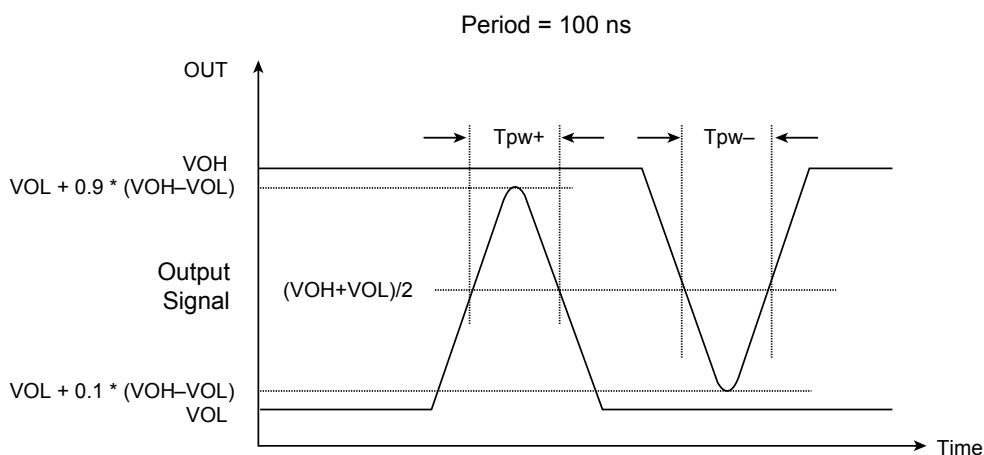 Period = 100 ns
OUT
Tpw+
Tpw–
VOH
VOL + 0.9 * (VOH–VOL)
Output
Signal
(VOH+VOL)/2
VOL + 0.1 * (VOH–VOL)
VOL
Time